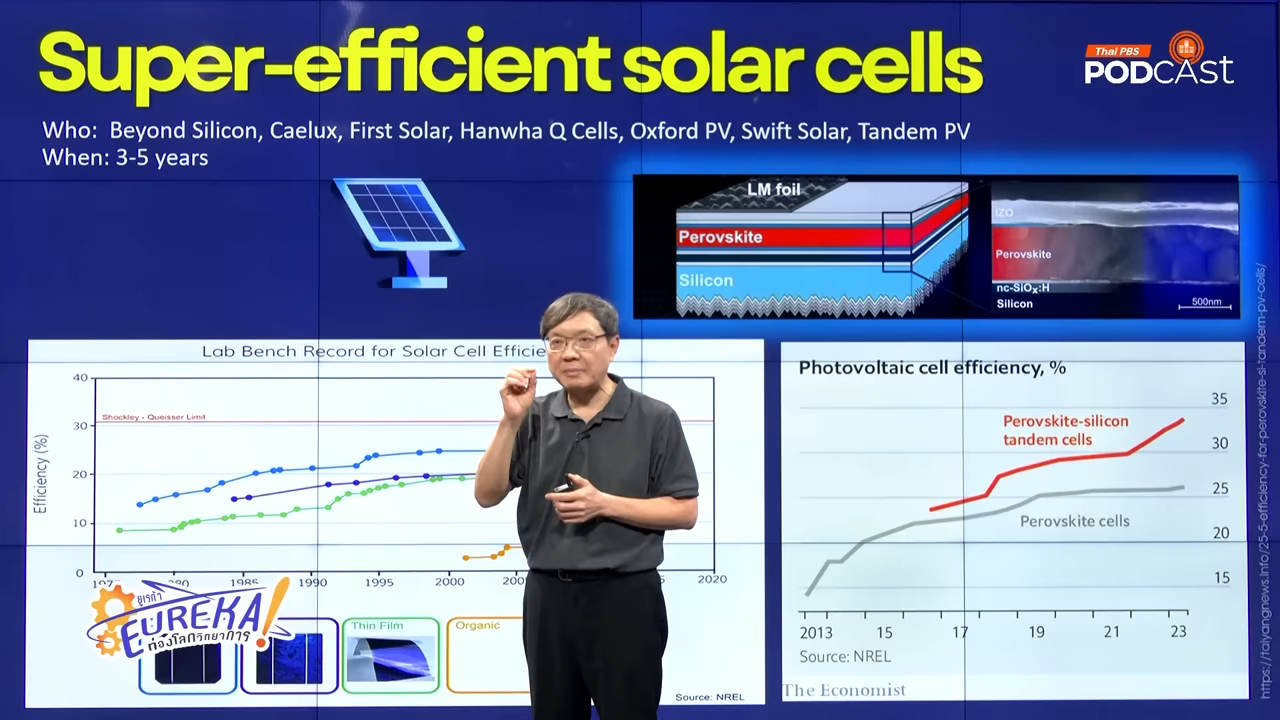 Super-efficient solar cells
Thai PBS
PODCAST
Who: Beyond Silicon, Caelux, First Solar, Hanwha Q Cells, Oxford PV, Swift Solar, Tandem PV
When: 3-5 years
LM foil
Perovskite
Silicon
IZO
Perovskite
nc-SiOx:H
Silicon
500nm
https://taiyangnews.info/25-5-efficiency-for-perovskite-si-tandem-pv-cells/
Lab Bench Record for Solar Cell
Efficiency (%)
40
30
20
10
0
Shockley - Queisser Limit
1985
1990
1995
2000
2020
Thin Film
Organic
Source: NREL
ยูเรก้า
EUREKA!
ท่องโลกวิทยาการ
Photovoltaic cell efficiency, %
35
30
25
20
15
Perovskite-silicon
tandem cells
Perovskite cells
2013 15 17 19 21 23
Source: NREL
The Economist